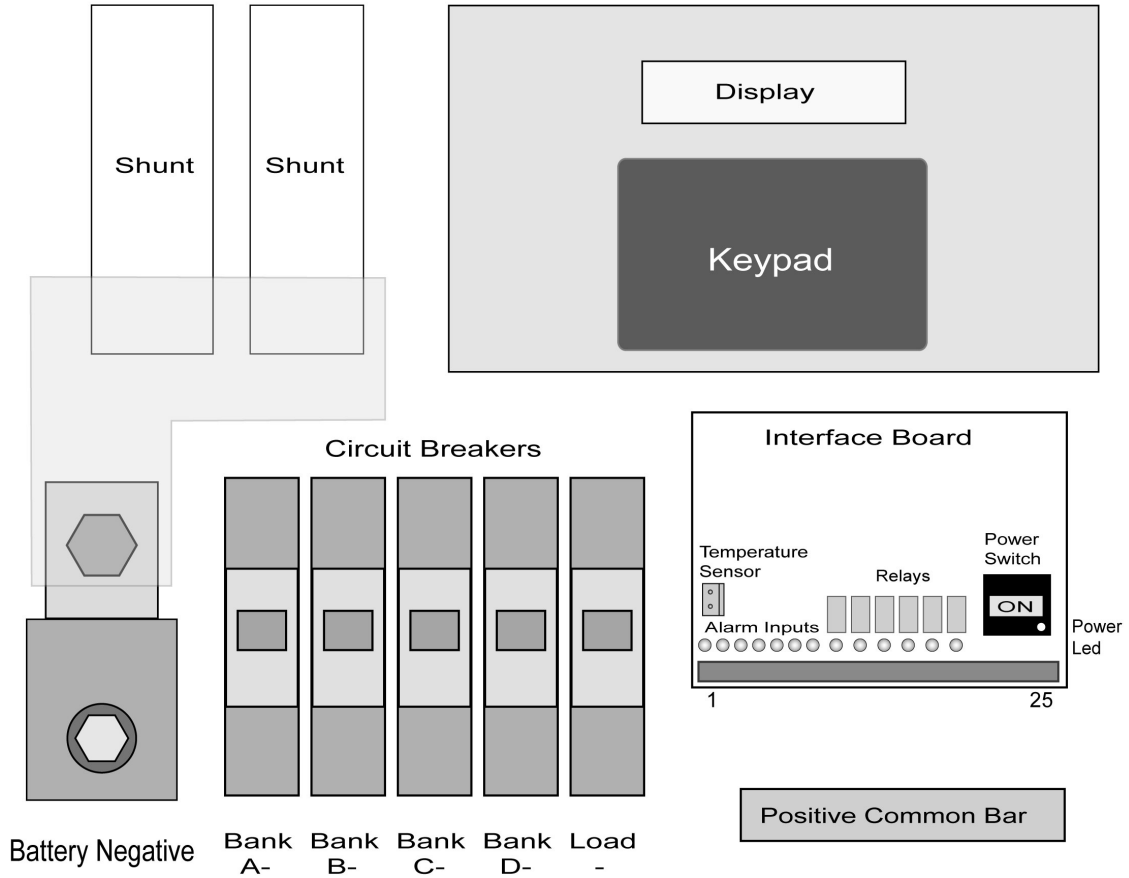 Shunt
Shunt
Display
Keypad
Circuit Breakers
Interface Board
Temperature
Sensor
Power
Switch
Relays
ON
Alarm Inputs
Power
Led
1
25
Battery Negative
Bank
A-
Bank
B-
Bank
C-
Bank
D-
Load
-
Positive Common Bar